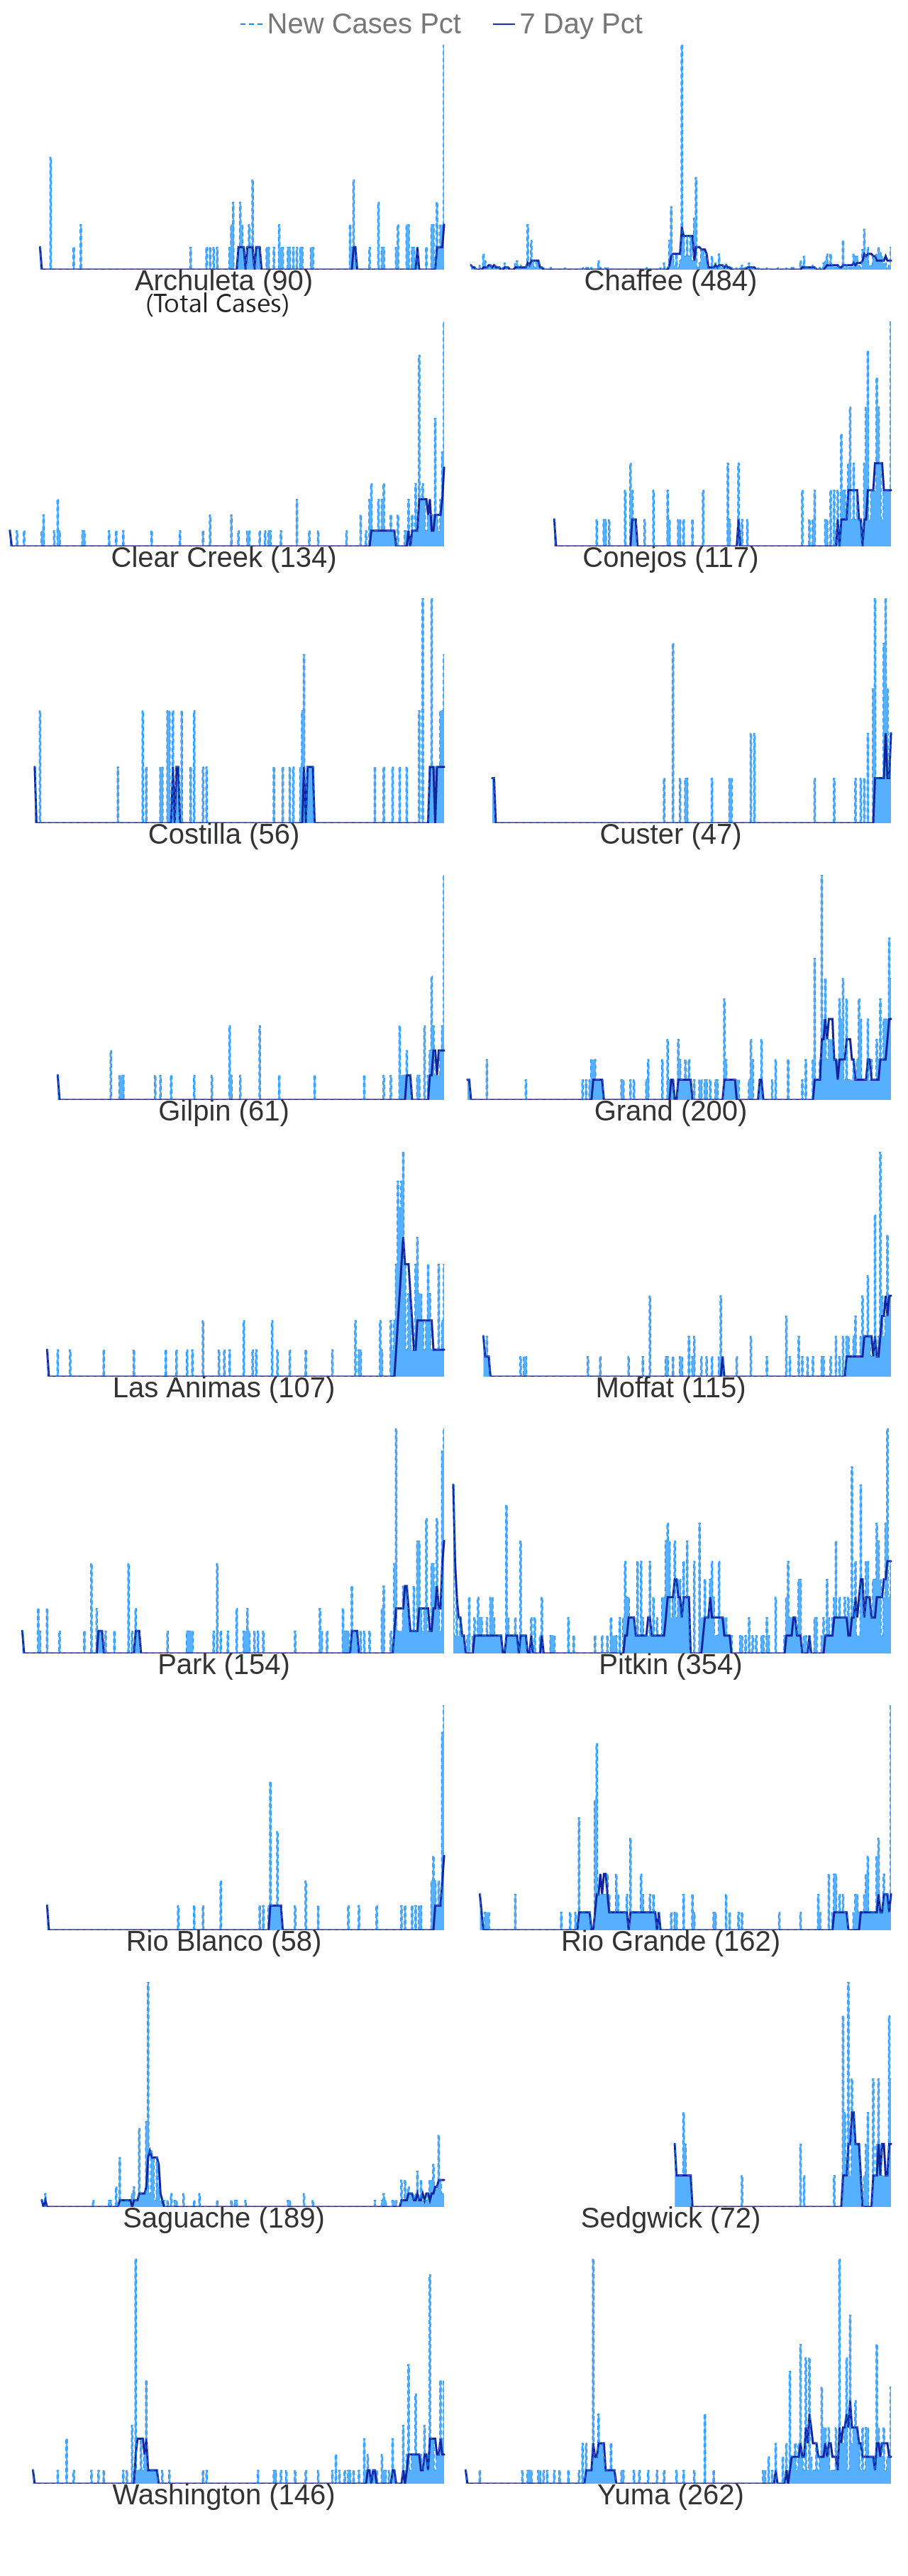 New Cases Pct 7 Day Pct
Archuleta (90) Chaffee (484)
(Total Cases)
Clear Creek (134) Conejos (117)
Costilla (56) Custer (47)
Gilpin (61) Grand (200)
Las Animas (107) Moffat (115)
Park (154) Pitkin (354)
Rio Blanco (58) Rio Grande (162)
Saguache (189) Sedgwick (72)
Washington (146) Yuma (262)